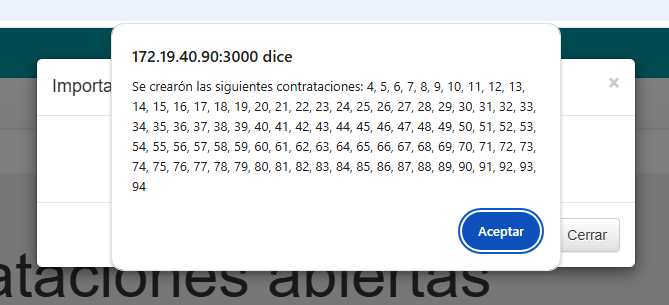 172.19.40.90:3000 dice
Importa
×
Se crearón las siguientes contrataciones: 4, 5, 6, 7, 8, 9, 10, 11, 12, 13,
14, 15, 16, 17, 18, 19, 20, 21, 22, 23, 24, 25, 26, 27, 28, 29, 30, 31, 32, 33,
34, 35, 36, 37, 38, 39, 40, 41, 42, 43, 44, 45, 46, 47, 48, 49, 50, 51, 52, 53,
54, 55, 56, 57, 58, 59, 60, 61, 62, 63, 64, 65, 66, 67, 68, 69, 70, 71, 72, 73,
74, 75, 76, 77, 78, 79, 80, 81, 82, 83, 84, 85, 86, 87, 88, 89, 90, 91, 92, 93,
94
Aceptar
Cerrar
ataciones abiertas